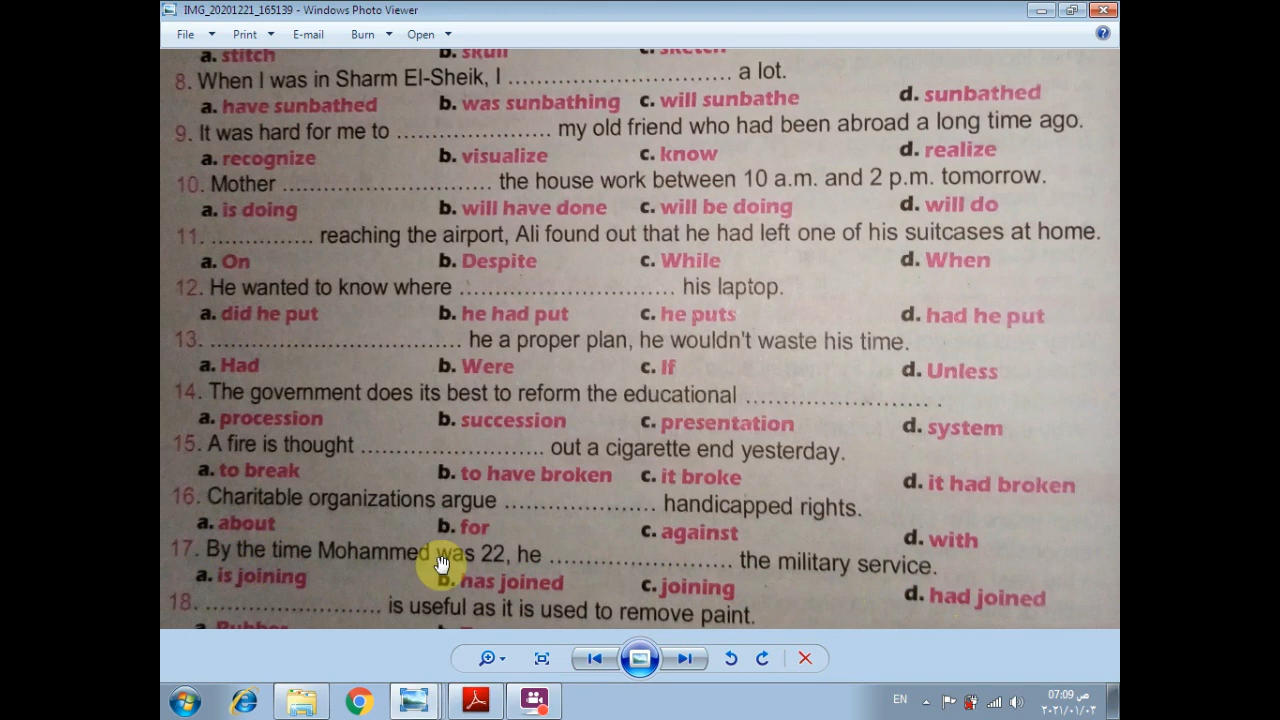 IMG_20201221_165139 - Windows Photo Viewer
File Print E-mail Burn Open
a. stitch b. skull c. sketch
8. When I was in Sharm El-Sheik, I .............................. a lot.
a. have sunbathed b. was sunbathing c. will sunbathe d. sunbathed
9. It was hard for me to ..................... my old friend who had been abroad a long time ago.
a. recognize b. visualize c. know d. realize
10. Mother ............................ the house work between 10 a.m. and 2 p.m. tomorrow.
a. is doing b. will have done c. will be doing d. will do
11. .............. reaching the airport, Ali found out that he had left one of his suitcases at home.
a. On b. Despite c. While d. When
12. He wanted to know where ............................. his laptop.
a. did he put b. he had put c. he puts d. had he put
13. .................................. he a proper plan, he wouldn't waste his time.
a. Had b. Were c. If d. Unless
14. The government does its best to reform the educational ......................... .
a. procession b. succession c. presentation d. system
15. A fire is thought ......................... out a cigarette end yesterday.
a. to break b. to have broken c. it broke d. it had broken
16. Charitable organizations argue .................... handicapped rights.
a. about b. for c. against d. with
17. By the time Mohammed was 22, he ......................... the military service.
a. is joining b. has joined c. joining d. had joined
18. ........................ is useful as it is used to remove paint.
a. Rubber b.
EN
07:09 ص
٢٠٢١/٠١/٠٣